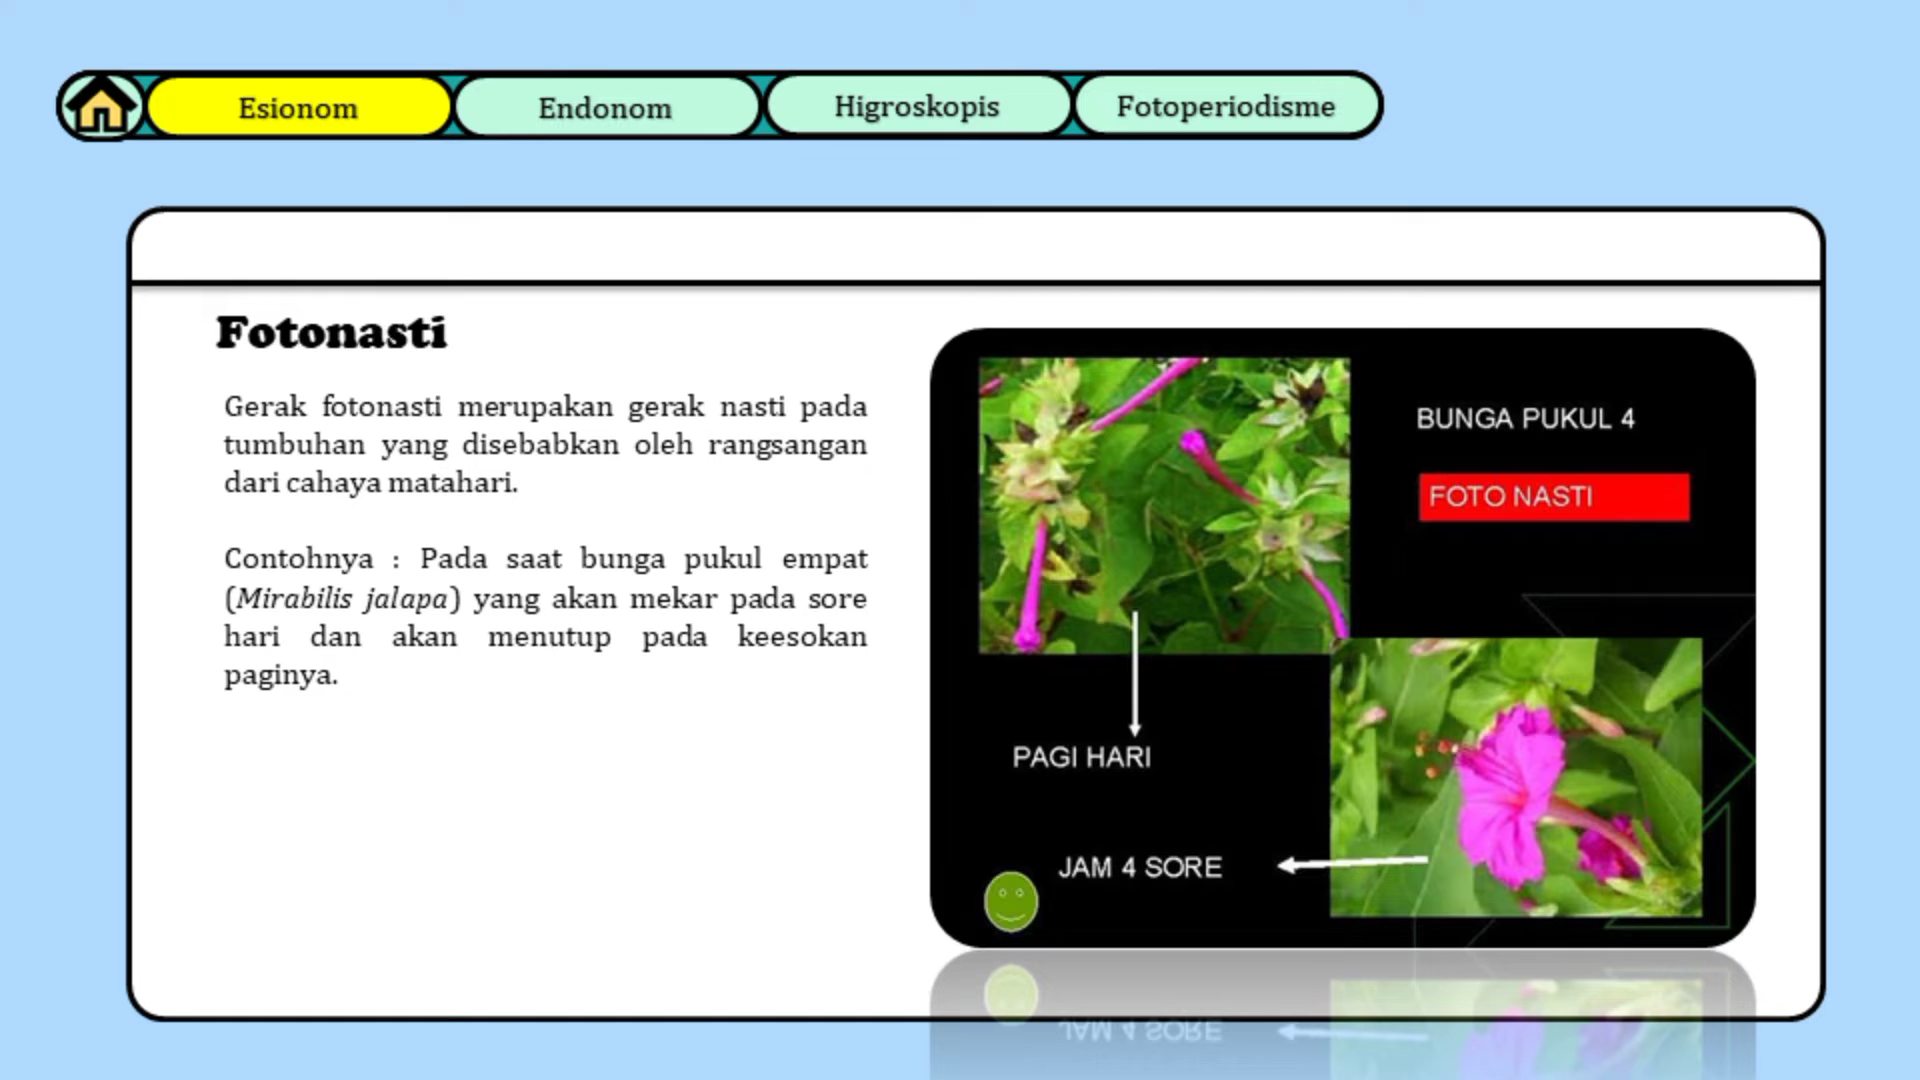 Esionom
Endonom
Higroskopis
Fotoperiodisme
Fotonasti
Gerak fotonasti merupakan gerak nasti pada
tumbuhan yang disebabkan oleh rangsangan
dari cahaya matahari.
Contohnya : Pada saat bunga pukul empat
(Mirabilis jalapa) yang akan mekar pada sore
hari dan akan menutup pada keesokan
paginya.
BUNGA PUKUL 4
FOTO NASTI
PAGI HARI
JAM 4 SORE